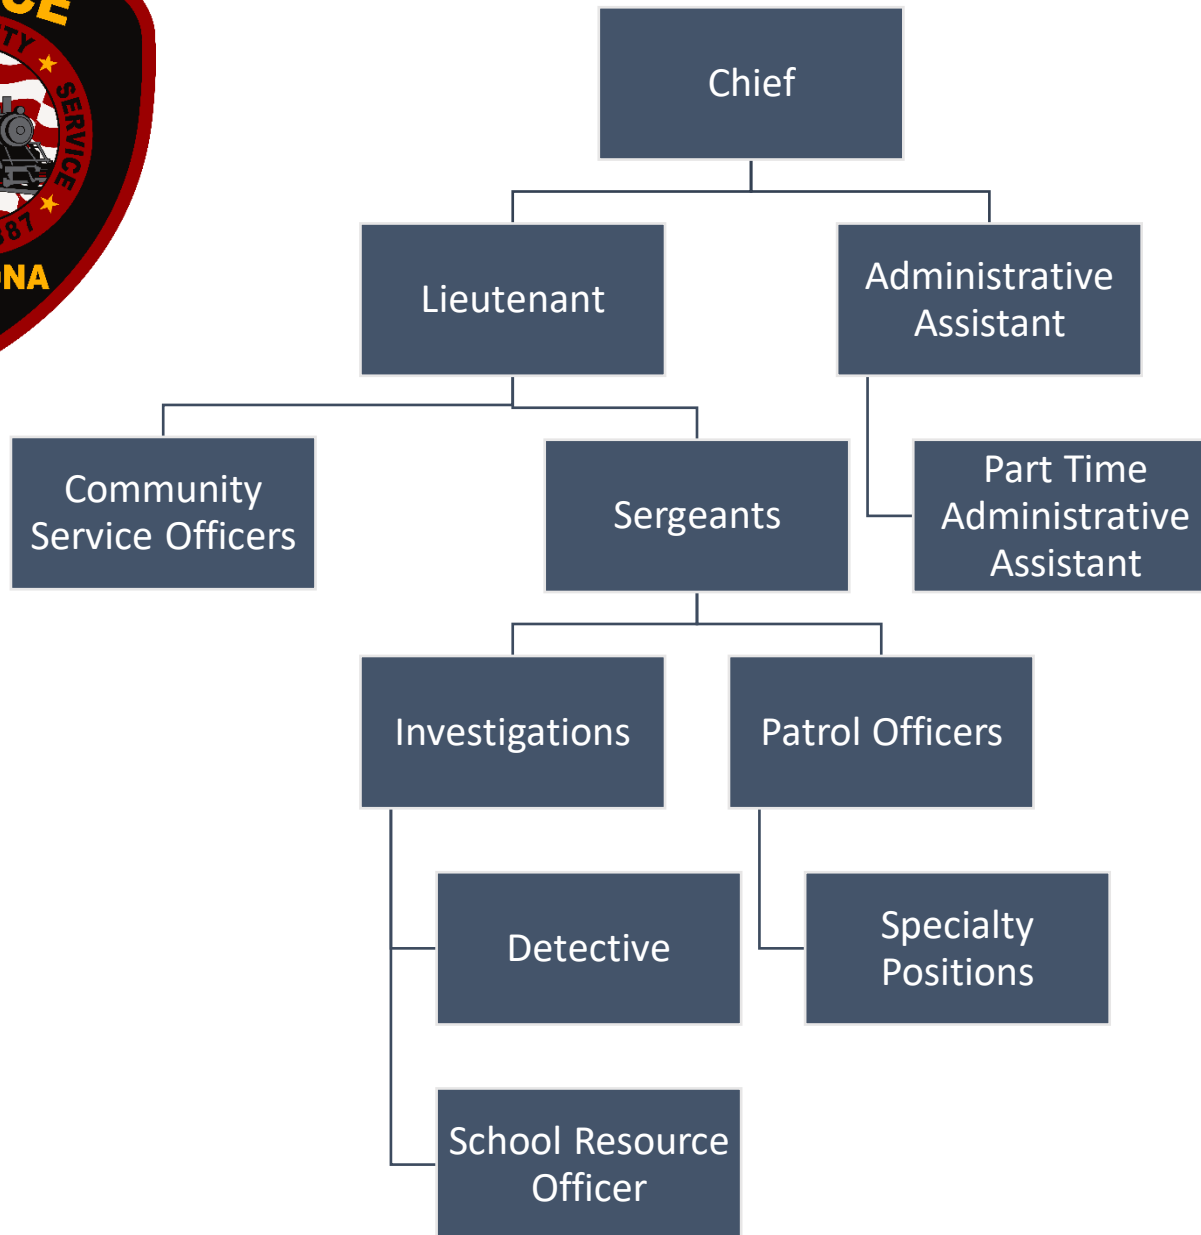 SERVICE
Chief
Lieutenant
Administrative
Assistant
Community
Service Officers
Sergeants
Part Time
Administrative
Assistant
Investigations
Patrol Officers
Detective
Specialty
Positions
School Resource
Officer